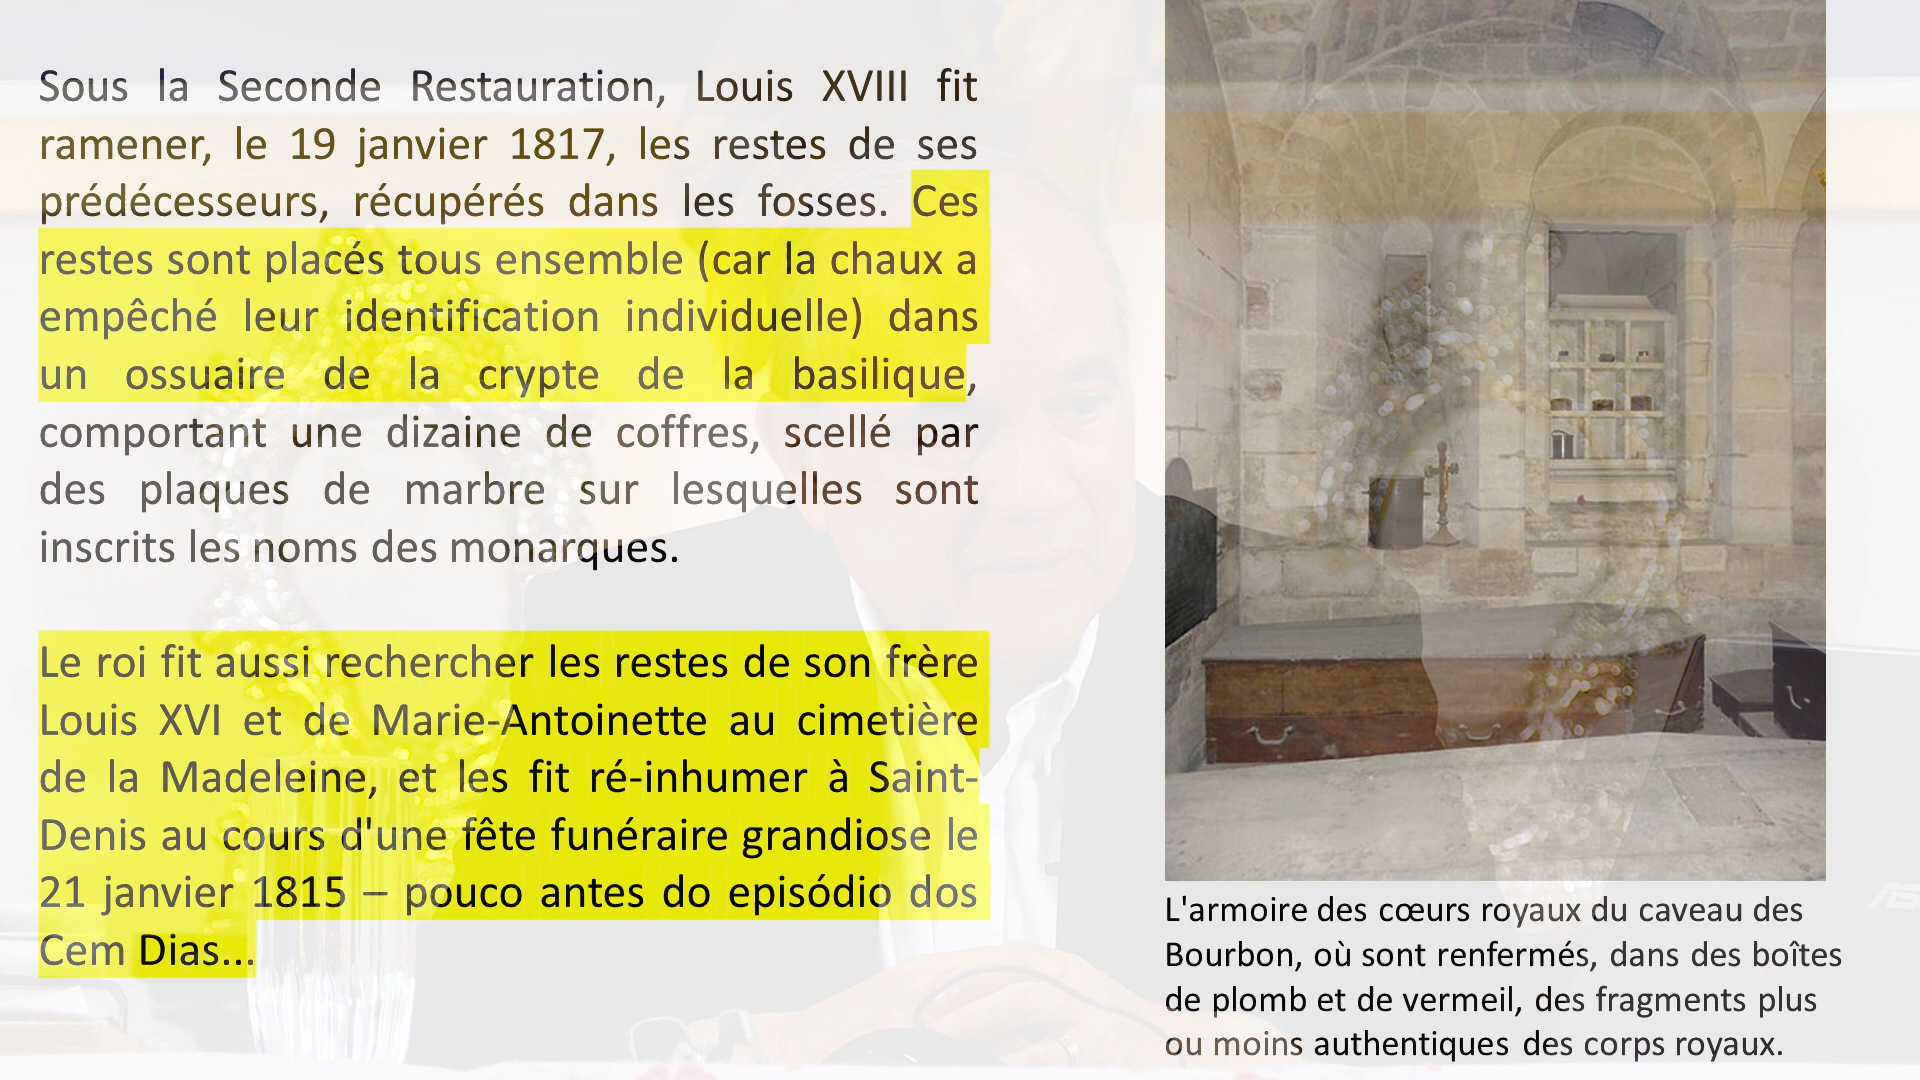 Sous la Seconde Restauration, Louis XVIII fit
ramener, le 19 janvier 1817, les restes de ses
prédécesseurs, récupérés dans les fosses. Ces
restes sont placés tous ensemble (car la chaux a
empêché leur identification individuelle) dans
un ossuaire de la crypte de la basilique,
comportant une dizaine de coffres, scellé par
des plaques de marbre sur lesquelles sont
inscrits les noms des monarques.
Le roi fit aussi rechercher les restes de son frère
Louis XVI et de Marie-Antoinette au cimetière
de la Madeleine, et les fit ré-inhumer à Saint-
Denis au cours d'une fête funéraire grandiose le
21 janvier 1815 – pouco antes do episódio dos
Cem Dias...
L'armoire des cœurs royaux du caveau des
Bourbon, où sont renfermés, dans des boîtes
de plomb et de vermeil, des fragments plus
ou moins authentiques des corps royaux.